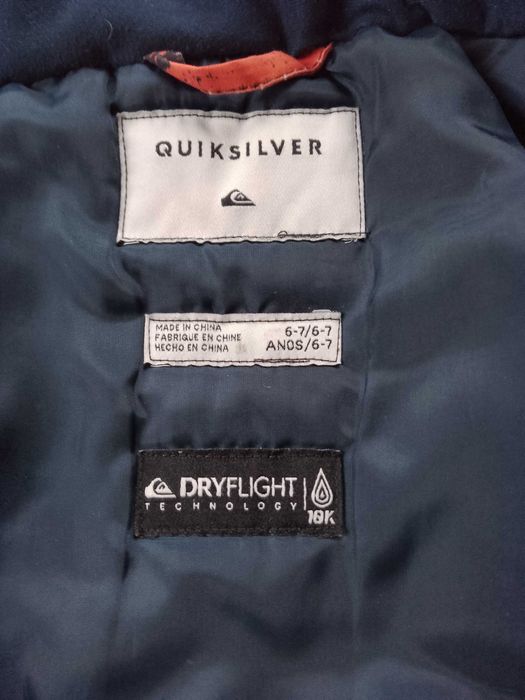 QUIKSILVER
MADE IN CHINA
FABRIQUE EN CHINE
HECHO EN CHINA
6-7/6-7
ANOS/6-7
DRYFLIGHT
TECHNOLOGY
10K